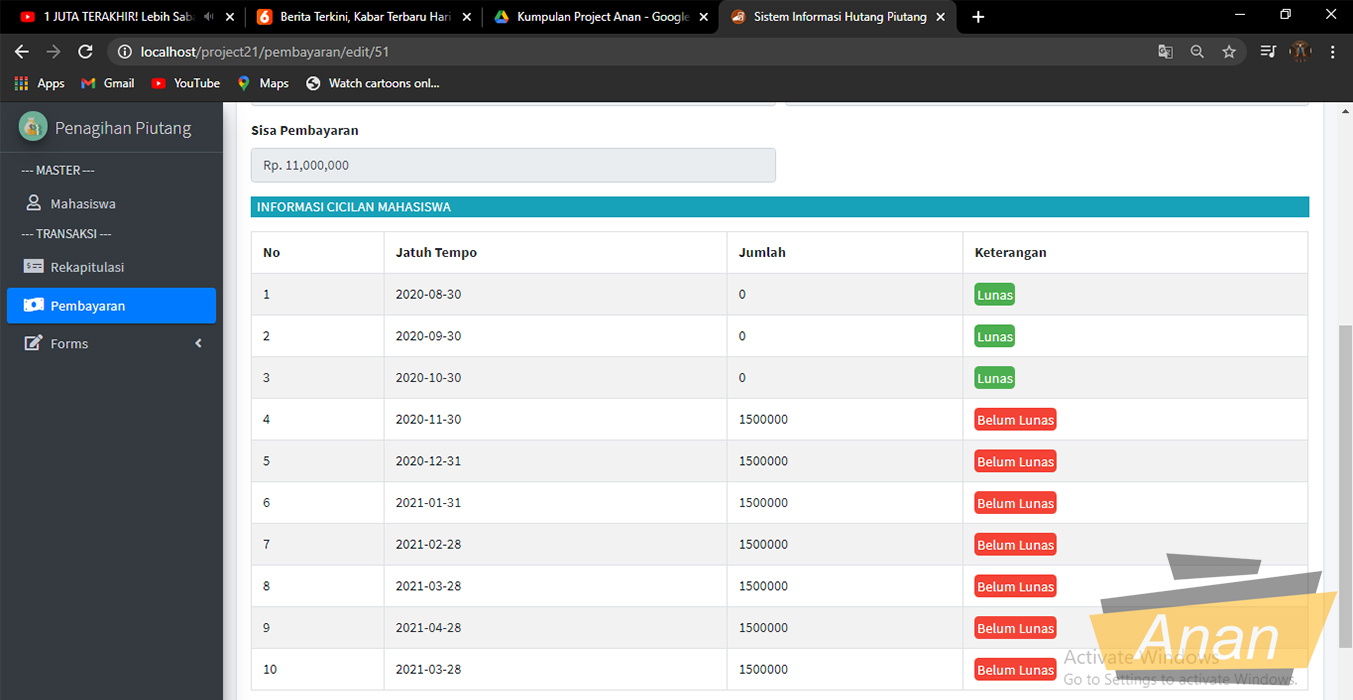 1 JUTA TERAKHIR! Lebih Sab
Berita Terkini, Kabar Terbaru Hari
Kumpulan Project Anan - Google
Sistem Informasi Hutang Piutang
localhost/project21/pembayaran/edit/51
Apps
Gmail
YouTube
Maps
Watch cartoons onl...
Penagihan Piutang
--- MASTER ---
Mahasiswa
--- TRANSAKSI ---
Rekapitulasi
Pembayaran
Forms
Sisa Pembayaran
Rp. 11,000,000
INFORMASI CICILAN MAHASISWA
No Jatuh Tempo Jumlah Keterangan
1 2020-08-30 0 Lunas
2 2020-09-30 0 Lunas
3 2020-10-30 0 Lunas
4 2020-11-30 1500000 Belum Lunas
5 2020-12-31 1500000 Belum Lunas
6 2021-01-31 1500000 Belum Lunas
7 2021-02-28 1500000 Belum Lunas
8 2021-03-28 1500000 Belum Lunas
9 2021-04-28 1500000 Belum Lunas
10 2021-03-28 1500000 Belum Lunas
Anan
Activate Windows
Go to Settings to activate Windows.